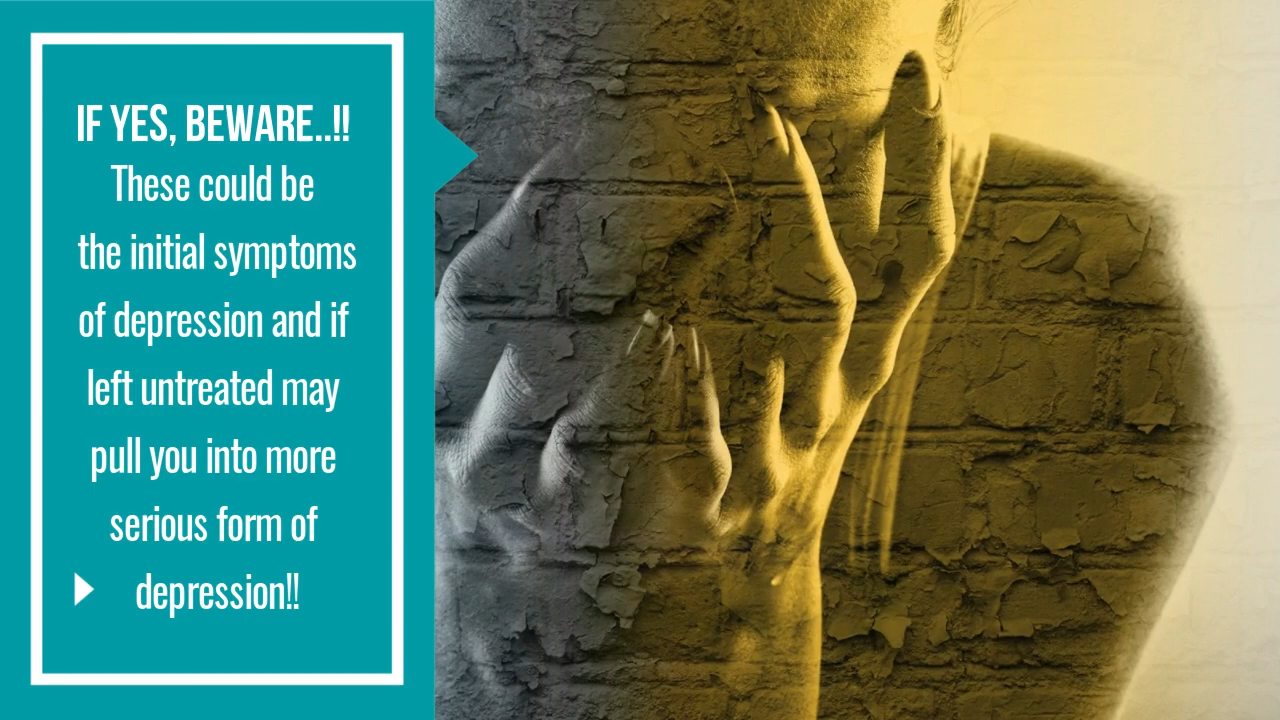 IF YES, BEWARE..!!
These could be
the initial symptoms
of depression and if
left untreated may
pull you into more
serious form of
depression!!